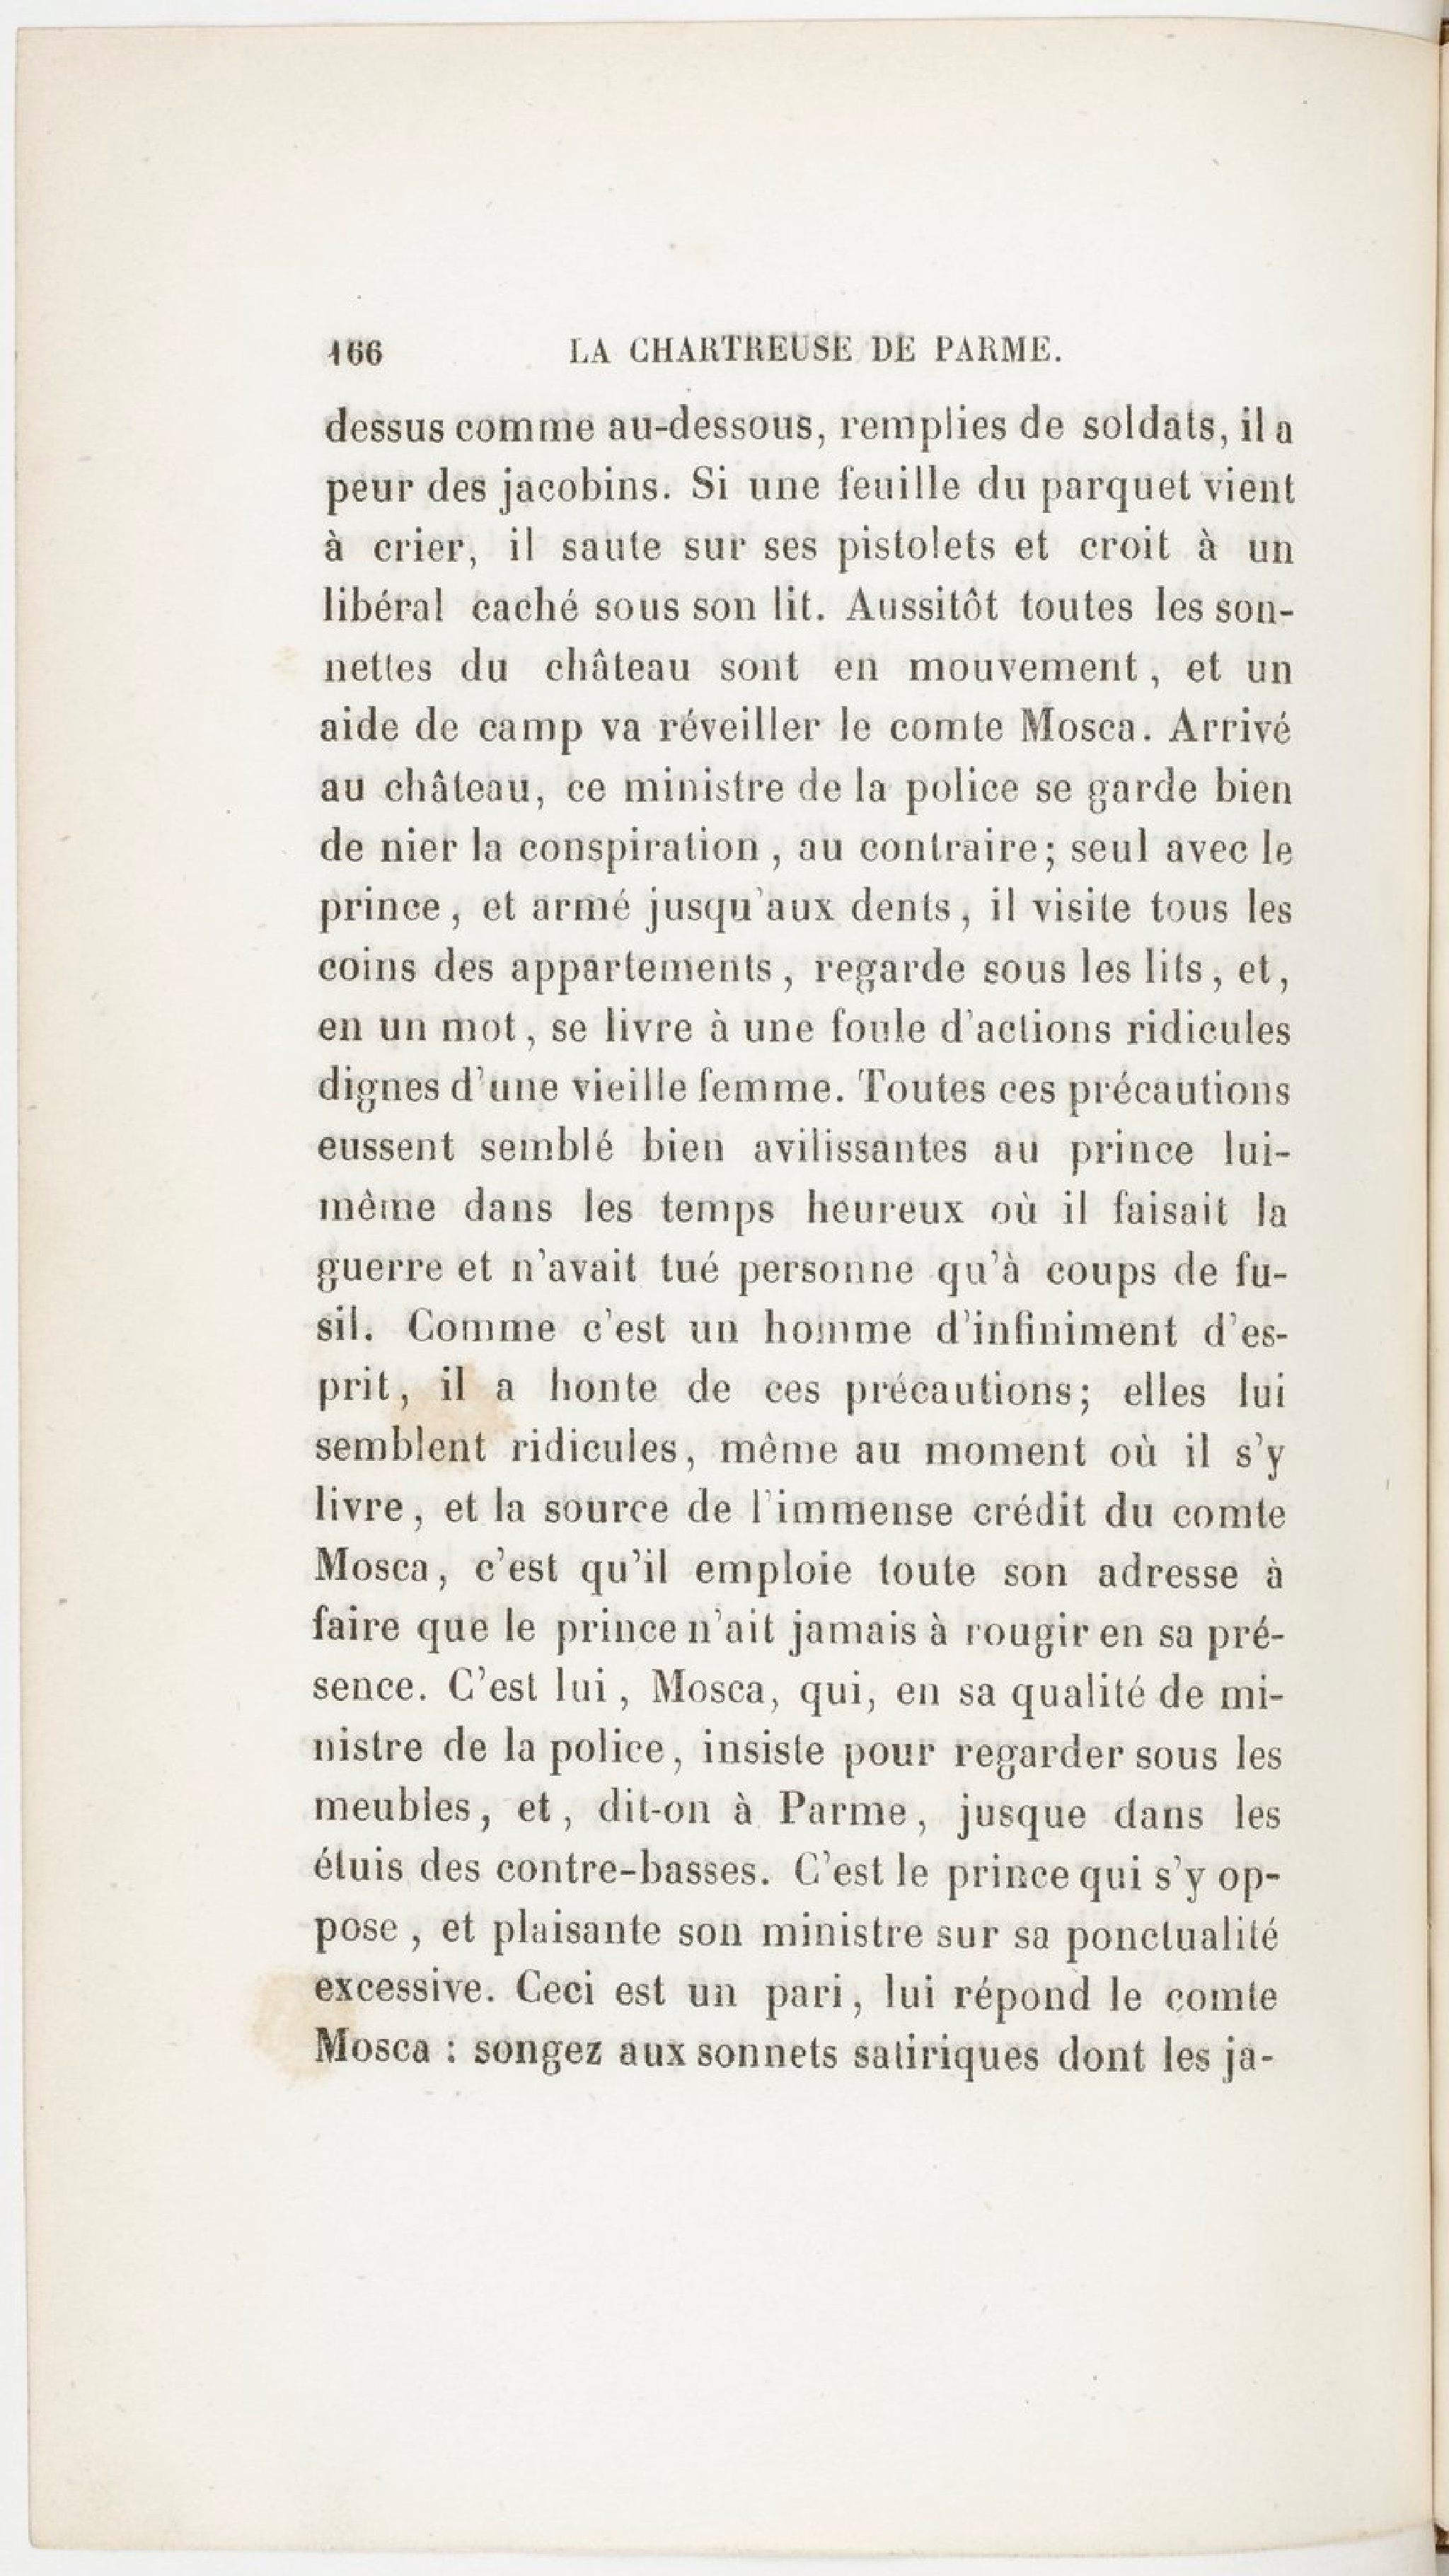 166 LA CHARTREUSE DE PARME.
dessus comme au-dessous, remplies de soldats, il a
peur des jacobins. Si une feuille du parquet vient
à crier, il saute sur ses pistolets et croit à un
libéral caché sous son lit. Aussitôt toutes les son-
nettes du château sont en mouvement, et un
aide de camp va réveiller le comte Mosca. Arrivé
au château, ce ministre de la police se garde bien
de nier la conspiration, au contraire; seul avec le
prince, et armé jusqu'aux dents, il visite tous les
coins des appartements, regarde sous les lits, et,
en un mot, se livre à une foule d'actions ridicules
dignes d'une vieille femme. Toutes ces précautions
eussent semblé bien avilissantes au prince lui-
même dans les temps heureux où il faisait la
guerre et n'avait tué personne qu'à coups de fu-
sil. Comme c'est un homme d'infiniment d'es-
prit, il a honte de ces précautions; elles lui
semblent ridicules, même au moment où il s'y
livre, et la source de l'immense crédit du comte
Mosca, c'est qu'il emploie toute son adresse à
faire que le prince n'ait jamais à rougir en sa pré-
sence. C'est lui, Mosca, qui, en sa qualité de mi-
nistre de la police, insiste pour regarder sous les
meubles, et, dit-on à Parme, jusque dans les
étuis des contre-basses. C'est le prince qui s'y op-
pose, et plaisante son ministre sur sa ponctualité
excessive. Ceci est un pari, lui répond le comte
Mosca : songez aux sonnets satiriques dont les ja-